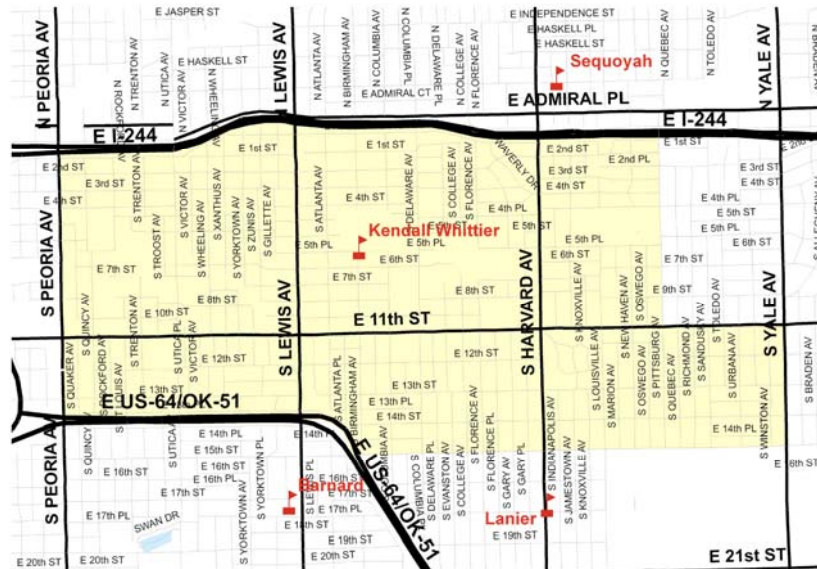 E JASPER ST
E INDEPENDENCE ST
E HASKELL PL
E HASKELL ST
E HASKELL ST
N PEORIA AV
N TRENTON AV
N UTICA AV
N VICTOR AV
N LEWIS AV
N ATLANTA AV
N BIRMINGHAM AV
N COLUMBIA AV
N COLUMBIA PL
N DELAWARE PL
N COLLEGE AV
N FLORENCE AV
N QUEBEC AV
N TOLEDO AV
N YALE AV
Sequoyah
E ADMIRAL CT
E ADMIRAL PL
E I-244
E I-244
E 1st ST
E 1st ST
E 1st ST
E 2nd ST
E 2nd ST
E 2nd PL
WAVERLY DR
E 3rd ST
E 3rd ST
E 3rd ST
E 4th ST
E 4th ST
E 4th ST
E 4th ST
E 4th PL
E 4th PL
S TRENTON AV
S TROOST AV
S VICTOR AV
S WHEELING AV
S XANTHUS AV
S YORKTOWN AV
S ZUNIS AV
S GILLETTE AV
S ATLANTA AV
S DELAWARE AV
S COLLEGE AV
S FLORENCE AV
E 5th ST
E 5th ST
E 5th ST
Kendall Whittier
E 5th PL
E 5th PL
E 5th PL
E 5th PL
E 6th ST
E 6th ST
E 7th ST
E 7th ST
E 7th ST
E 8th ST
E 8th ST
E 9th ST
E 10th ST
S PEORIA AV
S LEWIS AV
S HARVARD AV
S YALE AV
E 11th ST
S QUINCY AV
S TRENTON AV
S UTICA PL
S VICTOR AV
S KNOXVILLE AV
S LOUISVILLE AV
S MARION AV
S NEW HAVEN AV
S OSWEGO AV
S OSWEGO AV
S PITTSBURG AV
S QUEBEC AV
S RICHMOND AV
S SANDUSKY AV
S TOLEDO AV
S URBANA AV
S WINSTON AV
S BRADEN AV
E 12th ST
E 12th ST
S QUAKER AV
E 13th ST
E 13th ST
E 13th PL
S ATLANTA PL
E US-64/OK-51
E US-64/OK-51
E 14th PL
E 14th PL
E 14th ST
E 14th PL
E 15th ST
E 16th ST
E 16th ST
E 16th PL
E 16th ST
E 17th ST
E 17th ST
E 17th PL
E 17th PL
S PEORIA AV
S QUINCY AV
S YORKTOWN PL
S YORKTOWN AV
Barnard
SWAN DR
E 18th ST
E 19th ST
E 19th ST
E 20th ST
E 20th ST
E 20th ST
S DELAWARE PL
S EVANSTON AV
S COLLEGE AV
S FLORENCE AV
S FLORENCE PL
S GARY AV
S GARY PL
S INDIANAPOLIS AV
S JAMESTOWN AV
S KNOXVILLE AV
Lanier
E 21st ST